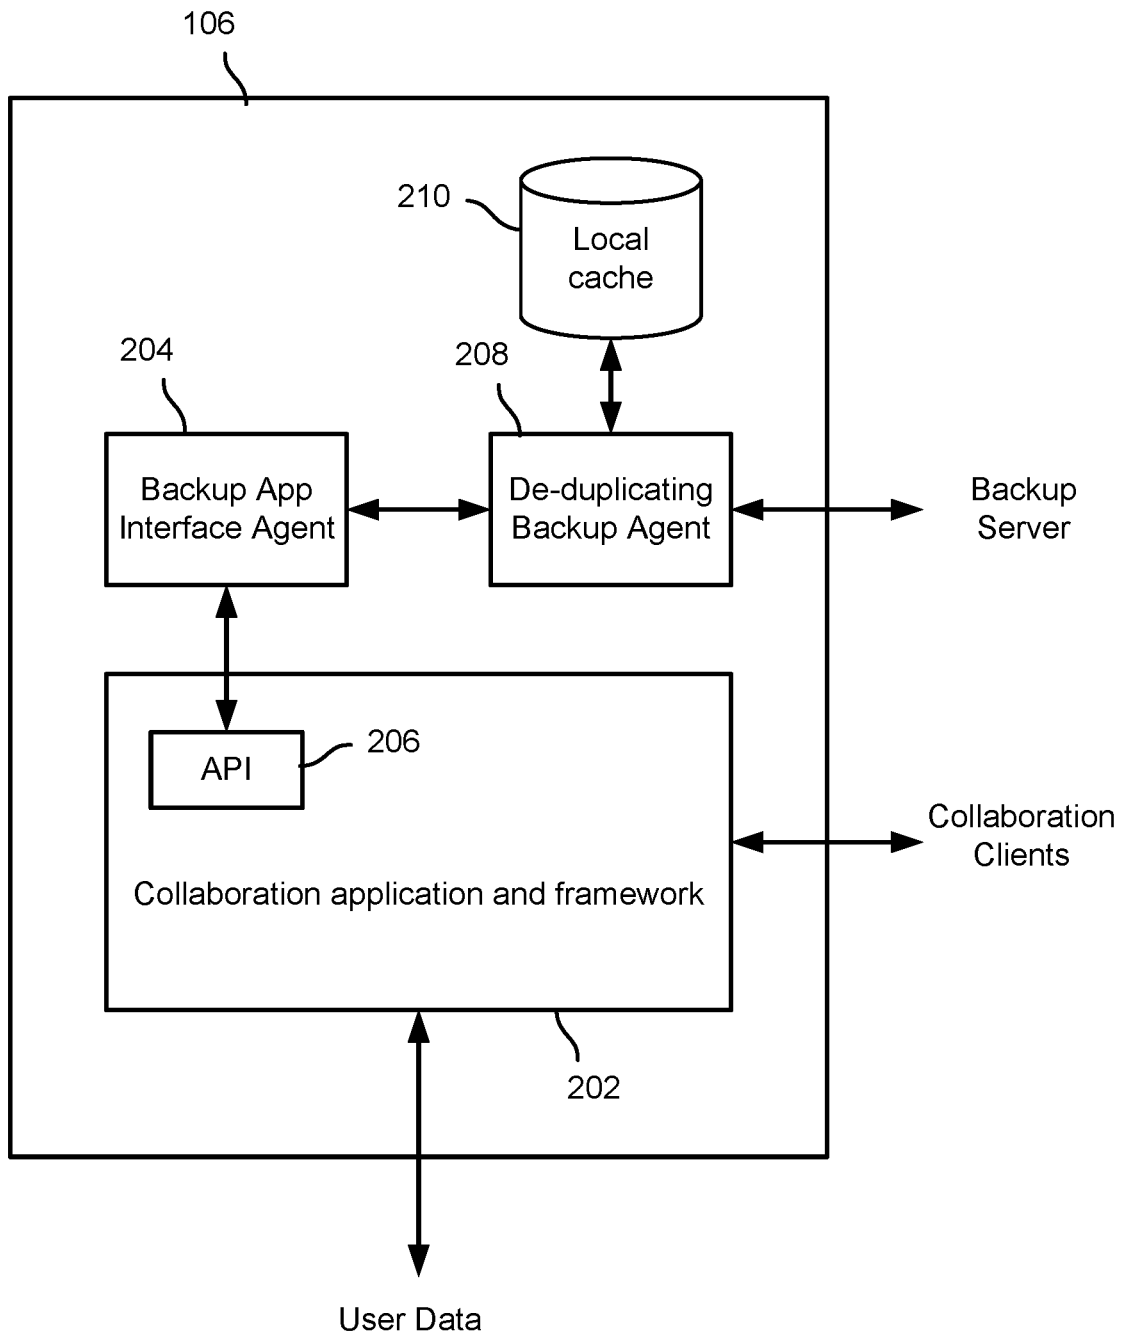 106
210
Local
cache
204
208
Backup App
Interface Agent
De-duplicating
Backup Agent
Backup
Server
API
206
Collaboration
Clients
Collaboration application and framework
202
User Data